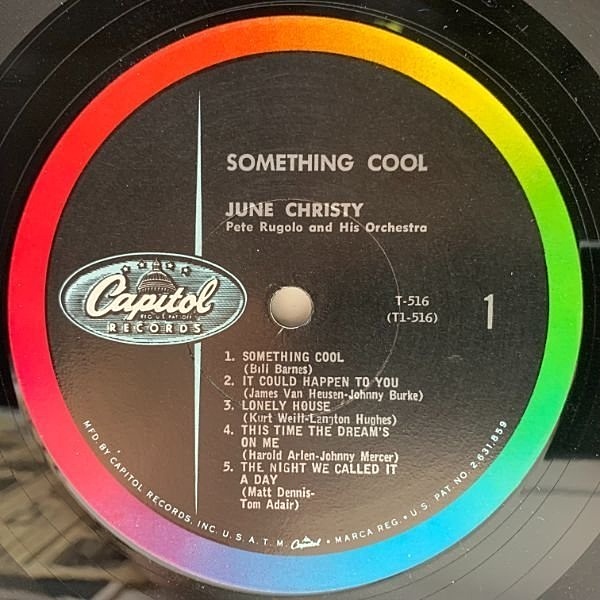 SOMETHING COOL
JUNE CHRISTY
Pete Rugolo and His Orchestra
Capitol
REG. U.S. PAT. OFF.
RECORDS
T-516
(T1-516)
1
1. SOMETHING COOL
(Bill Barnes)
2. IT COULD HAPPEN TO YOU
(James Van Heusen-Johnny Burke)
3. LONELY HOUSE
(Kurt Weill-Langton Hughes)
4. THIS TIME THE DREAM'S
ON ME
(Harold Arlen-Johnny Mercer)
5. THE NIGHT WE CALLED IT
A DAY
(Matt Dennis-
Tom Adair)
MFD. BY CAPITOL RECORDS, INC. U.S.A. T.M. Capitol MARCA REG. • U.S. PAT. NO. 2,631,859